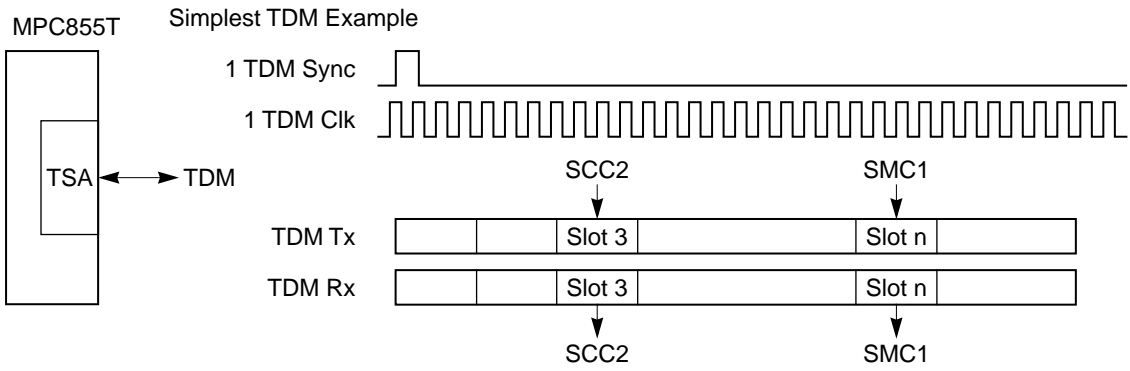 MPC855T
Simplest TDM Example
1 TDM Sync
1 TDM Clk
TSA
TDM
SCC2
SMC1
TDM Tx
Slot 3
Slot n
TDM Rx
Slot 3
Slot n
SCC2
SMC1